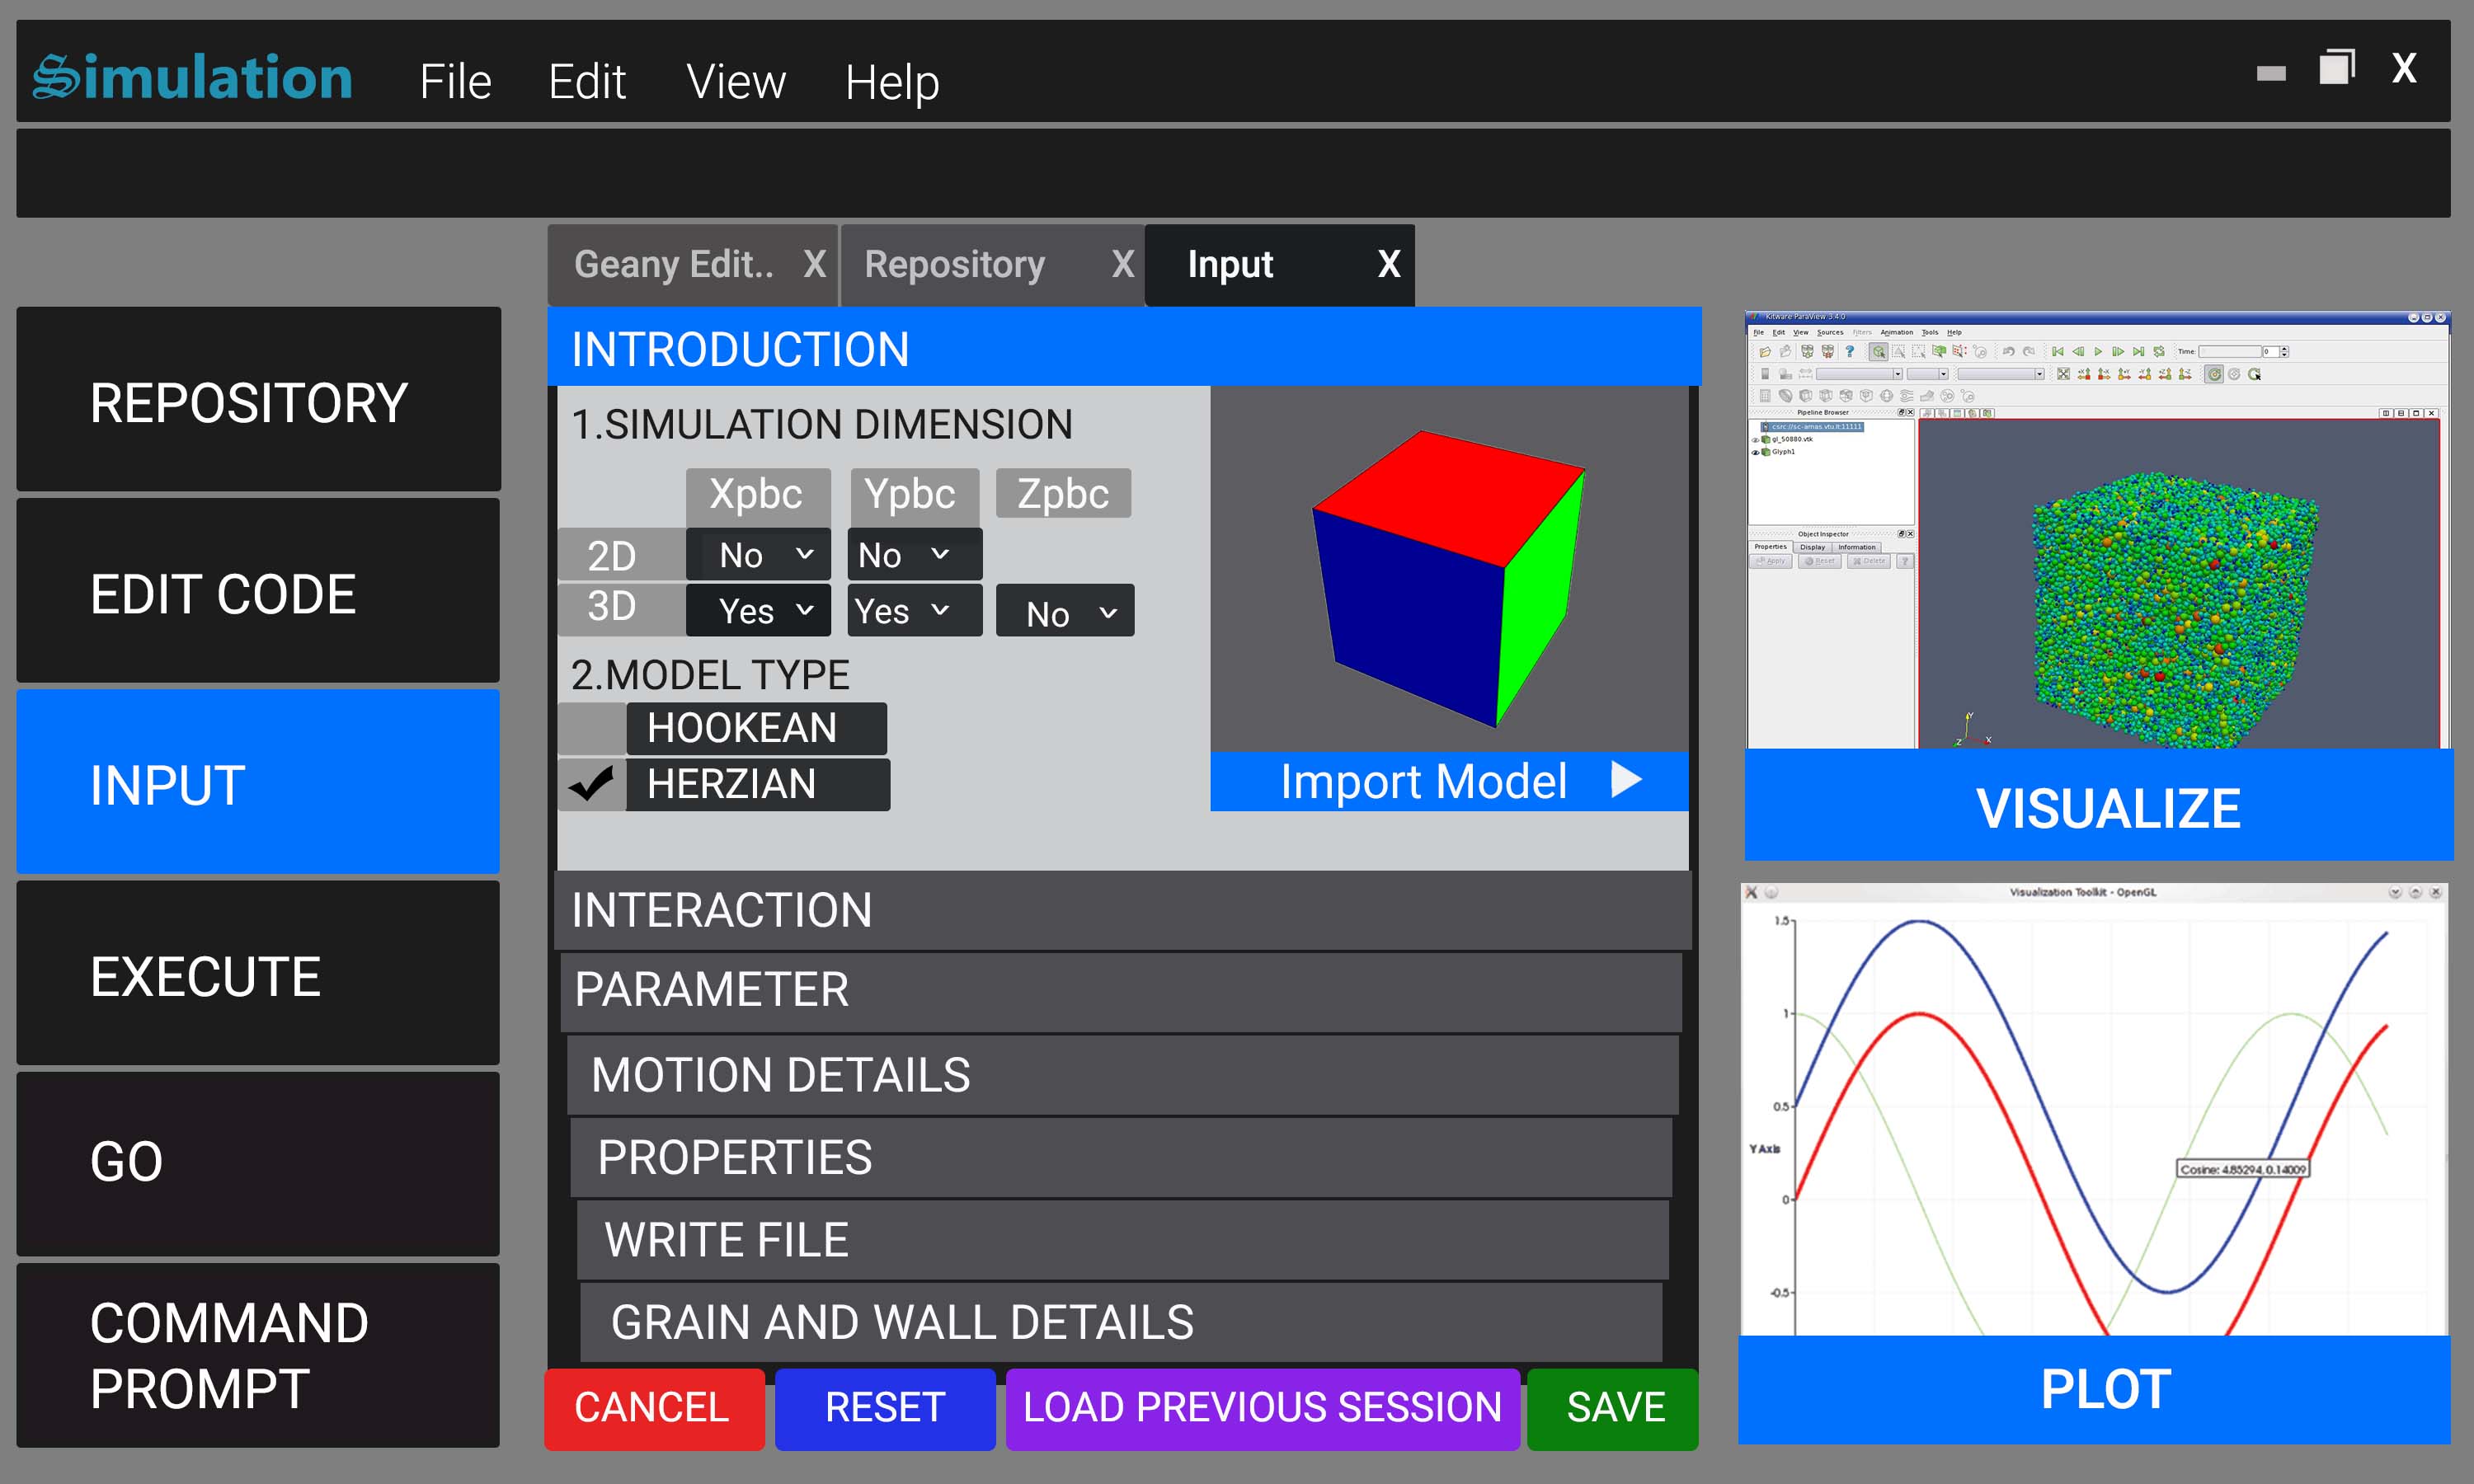 Simulation File Edit View Help X
Geany Edit.. X Repository X Input X
REPOSITORY
EDIT CODE
INPUT
EXECUTE
GO
COMMAND
PROMPT
INTRODUCTION
1.SIMULATION DIMENSION
Xpbc Ypbc Zpbc
2D No No
3D Yes Yes No
2.MODEL TYPE
HOOKEAN
HERZIAN
Import Model
INTERACTION
PARAMETER
MOTION DETAILS
PROPERTIES
WRITE FILE
GRAIN AND WALL DETAILS
CANCEL RESET LOAD PREVIOUS SESSION SAVE
Kitware ParaView 3.4.0
File Edit View Sources Filters Animation Tools Help
Time: 0
Pipeline Browser
gl_50880.vtk
Glyph1
Object Inspector
Properties Display Information
Apply Reset Delete ?
Y
Z X
VISUALIZE
Visualization Toolkit - OpenGL
1.5
1
0.5
Y Axis
Cosine: 4.85294, 0.14009
0
-0.5
PLOT